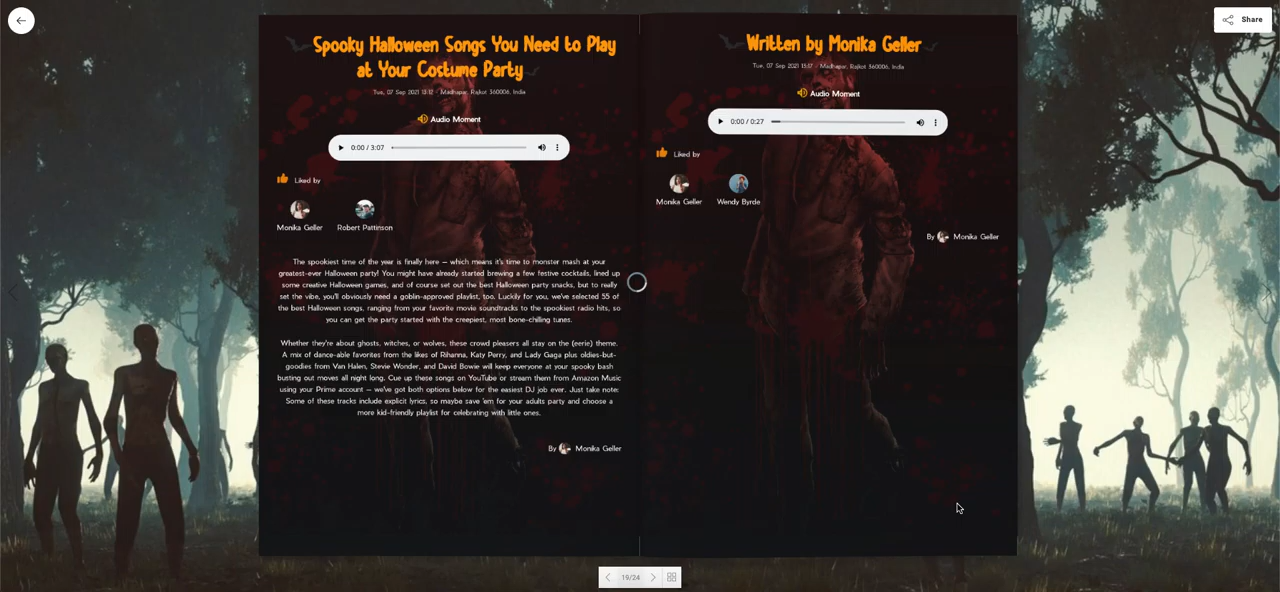 Share
Spooky Halloween Songs You Need to Play
at Your Costume Party
Tue, 07 Sep 2021 13:12 - Madhapar, Rajkot 360006, India
Audio Moment
0:00 / 3:07
Liked by
Monika Geller
Robert Pattinson
The spookiest time of the year is finally here — which means it's time to monster mash at your
greatest-ever Halloween party! You might have already started brewing a few festive cocktails, lined up
some creative Halloween games, and of course set out the best Halloween party snacks, but to really
set the vibe, you'll obviously need a goblin-approved playlist, too. Luckily for you, we've selected 55 of
the best Halloween songs, ranging from your favorite movie soundtracks to the spookiest radio hits, so
you can get the party started with the creepiest, most bone-chilling tunes.
Whether they're about ghosts, witches, or wolves, these crowd pleasers all stay on the (eerie) theme.
A mix of dance-able favorites from the likes of Rihanna, Katy Perry, and Lady Gaga plus oldies-but-
goodies from Van Halen, Stevie Wonder, and David Bowie will keep everyone at your spooky bash
busting out moves all night long. Cue up these songs on YouTube or stream them from Amazon Music
using your Prime account — we've got both options below for the easiest DJ job ever. Just take note:
Some of these tracks include explicit lyrics, so maybe save 'em for your adults party and choose a
more kid-friendly playlist for celebrating with little ones.
By Monika Geller
Written by Monika Geller
Tue, 07 Sep 2021 13:17 - Madhapar, Rajkot 360006, India
Audio Moment
0:00 / 0:27
Liked by
Monika Geller
Wendy Byrde
By Monika Geller
19/24